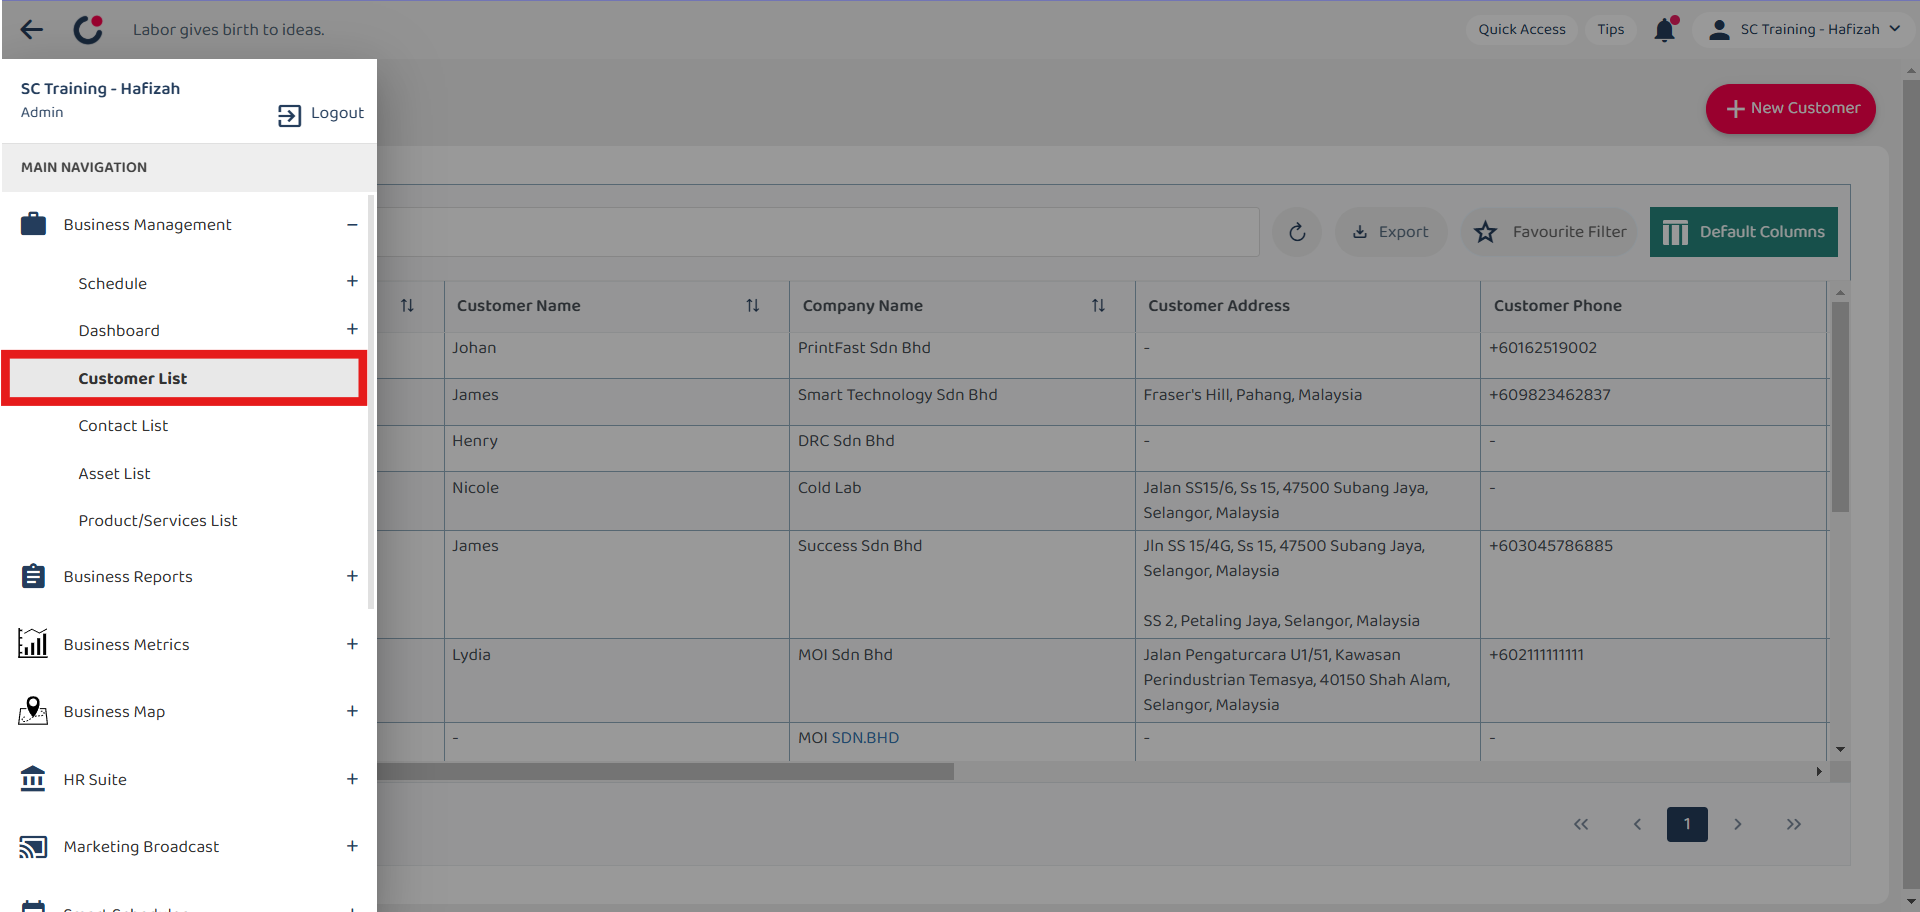 Labor gives birth to ideas.
Quick Access
Tips
SC Training - Hafizah
SC Training - Hafizah
Admin
Logout
New Customer
MAIN NAVIGATION
Business Management
Schedule
Dashboard
Customer List
Contact List
Asset List
Product/Services List
Business Reports
Business Metrics
Business Map
HR Suite
Marketing Broadcast
Export
Favourite Filter
Default Columns
Customer Name Company Name Customer Address Customer Phone
Johan PrintFast Sdn Bhd - +60162519002
James Smart Technology Sdn Bhd Fraser's Hill, Pahang, Malaysia +609823462837
Henry DRC Sdn Bhd - -
Nicole Cold Lab Jalan SS15/6, Ss 15, 47500 Subang Jaya, -
Selangor, Malaysia
James Success Sdn Bhd Jln SS 15/4G, Ss 15, 47500 Subang Jaya, +603045786885
Selangor, Malaysia
SS 2, Petaling Jaya, Selangor, Malaysia
Lydia MOI Sdn Bhd Jalan Pengaturcara U1/51, Kawasan +602111111111
Perindustrian Temasya, 40150 Shah Alam,
Selangor, Malaysia
- MOI SDN.BHD - -
1